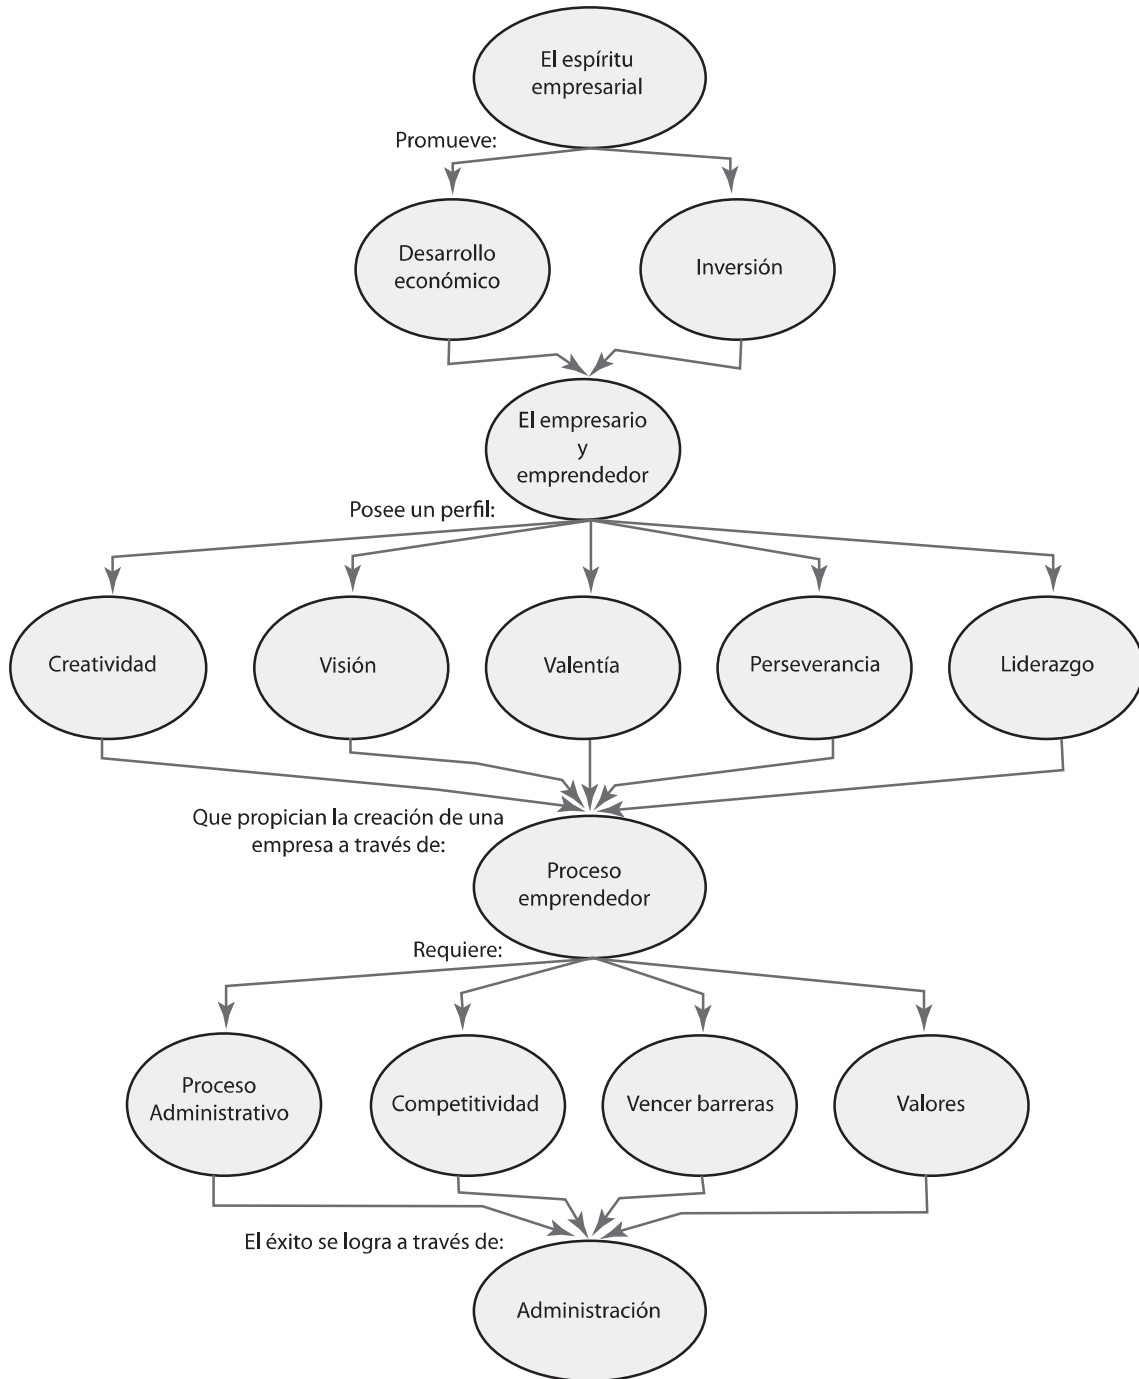 El espíritu
empresarial
Promueve:
Desarrollo
económico
Inversión
El empresario
y
emprendedor
Posee un perfil:
Creatividad
Visión
Valentía
Perseverancia
Liderazgo
Que propician la creación de una
empresa a través de:
Proceso
emprendedor
Requiere:
Proceso
Administrativo
Competitividad
Vencer barreras
Valores
El éxito se logra a través de:
Administración